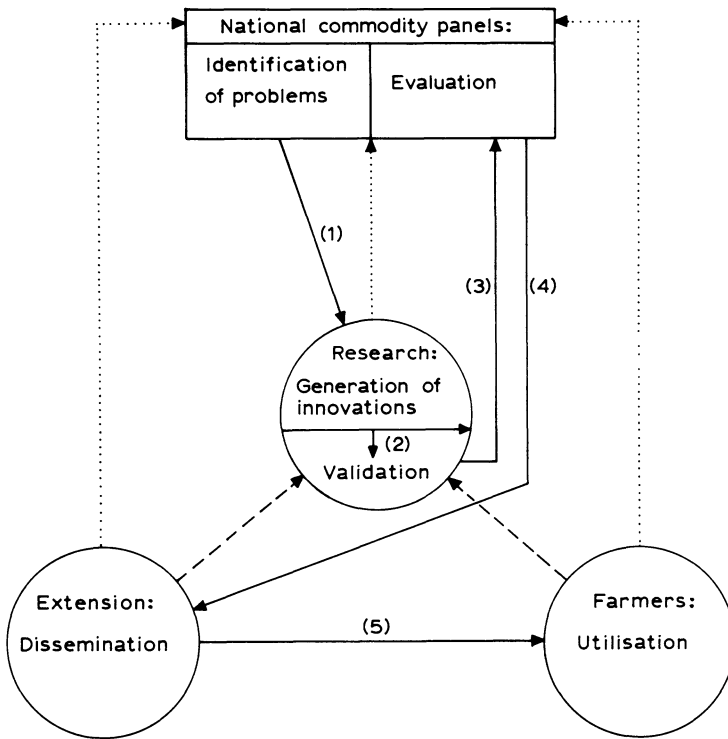 National commodity panels:
Identification
of problems
Evaluation
(1)
(3)
(4)
Research:
Generation of
innovations
(2)
Validation
Extension:
Dissemination
(5)
Farmers:
Utilisation